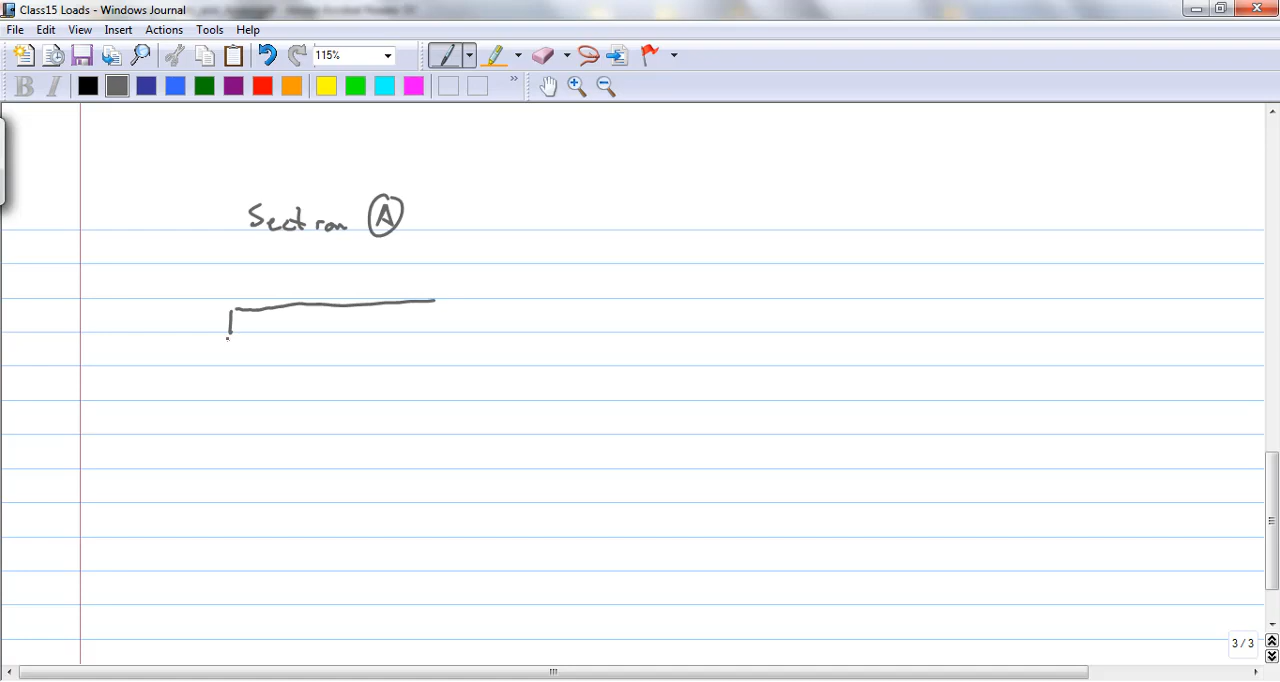 Class15 Loads - Windows Journal
File Edit View Insert Actions Tools Help
115%
B I
Section A
3 / 3